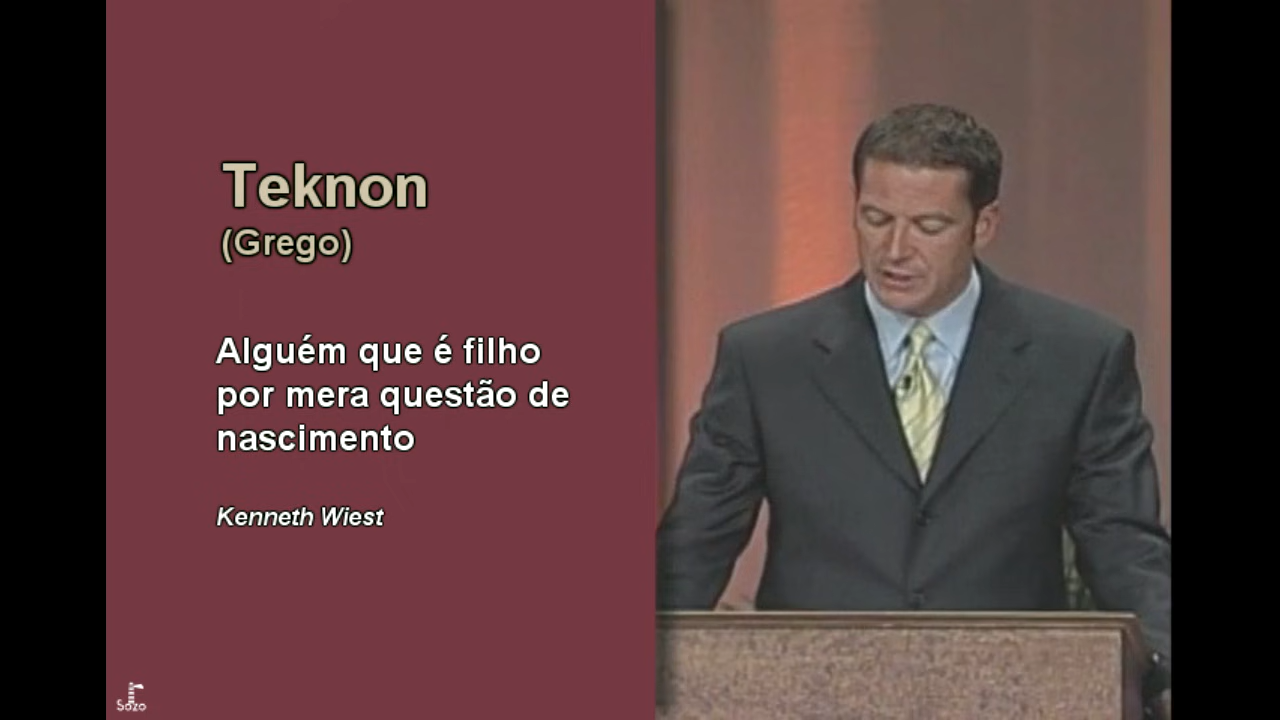 Teknon
(Grego)
Alguém que é filho
por mera questão de
nascimento
Kenneth Wiest
Sozo